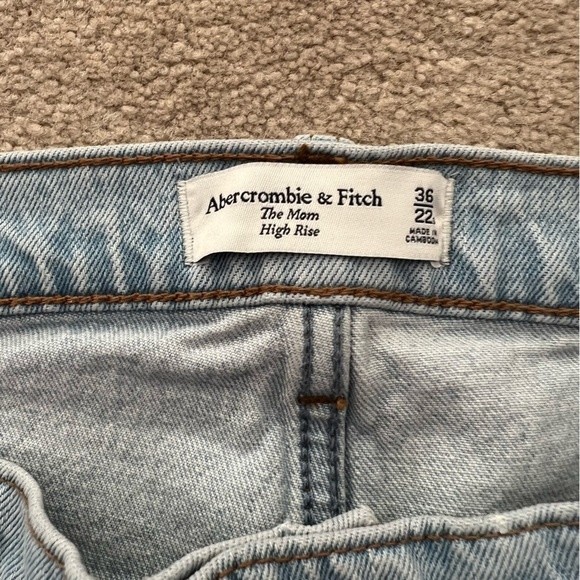 Abercrombie & Fitch
The Mom
High Rise
36
22
MADE IN
CAMBODIA